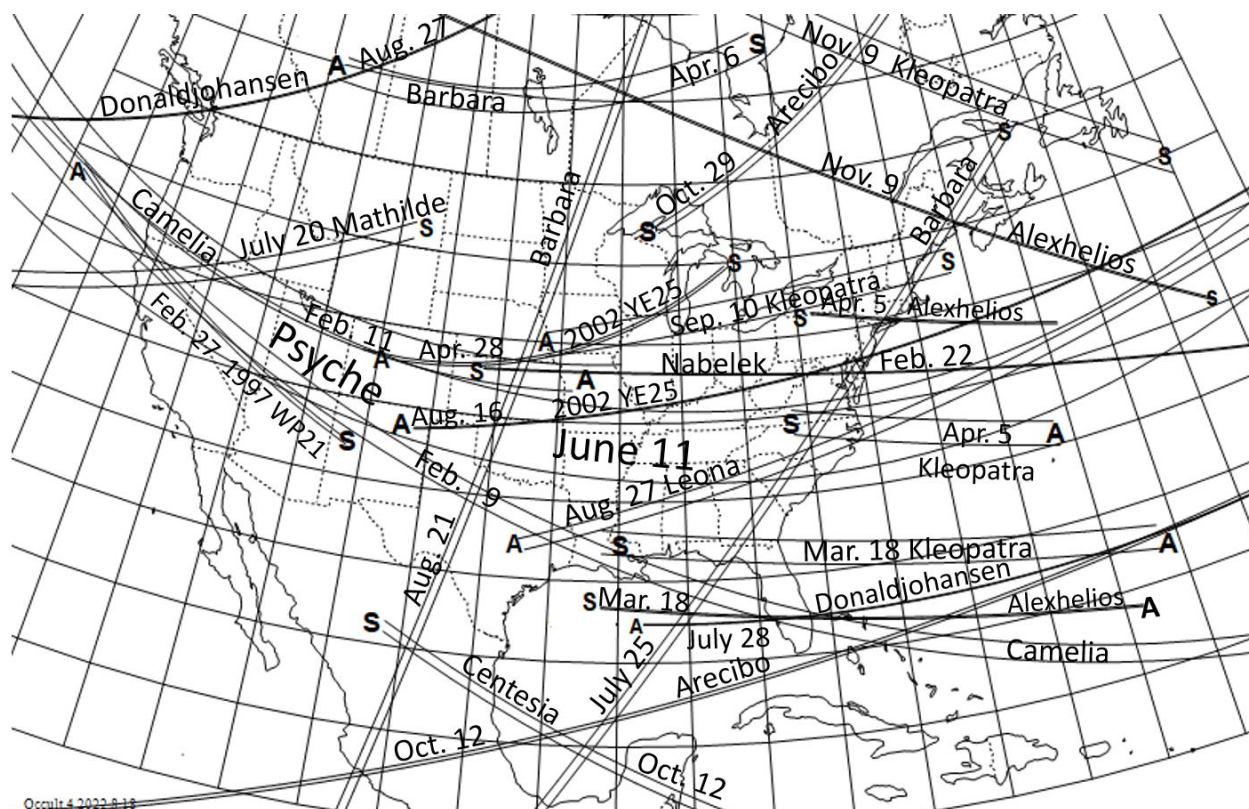 Aug. 27
Donaldjohansen
A
S
Apr. 6
Barbara
Nov. 9 Kleopatra
Arecibo
S
S
A
Camelia
July 20 Mathilde
S
Barbara
Oct. 29
S
Nov. 9
Barbara
Alexhelios
S
S
S
Feb. 27 1997 WP21
Psyche
Feb. 11
A
Apr. 28
S
A
2002 YE25
Sep. 10 Kleopatra
S
Apr. 5 Alexhelios
Nabelek
Feb. 22
A
2002 YE25
A
Aug. 16
S
June 11
S
Apr. 5
A
Kleopatra
Feb. 9
Aug. 27 Leona
A
S
Mar. 18 Kleopatra
A
Aug. 21
S
Mar. 18
Donaldjohansen
Alexhelios
A
S
A
July 28
Camelia
Centesia
July 25
Arecibo
Oct. 12
Oct. 12
Occult 4 2022-8-18